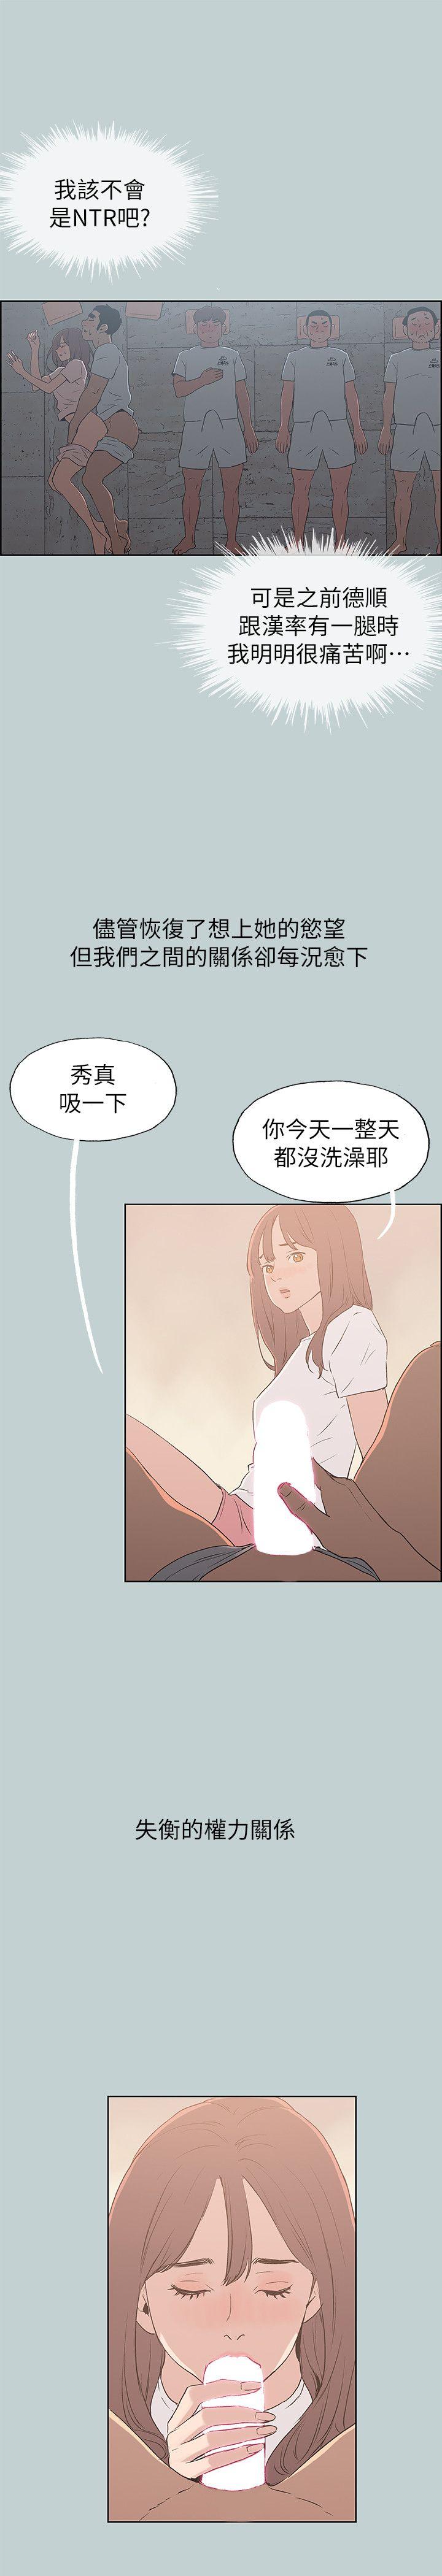 我該不會
是NTR吧?
可是之前德順
跟漢率有一腿時
我明明很痛苦啊…
儘管恢復了想上她的慾望
但我們之間的關係卻每況愈下
秀真
吸一下
你今天一整天
都沒洗澡耶
失衡的權力關係